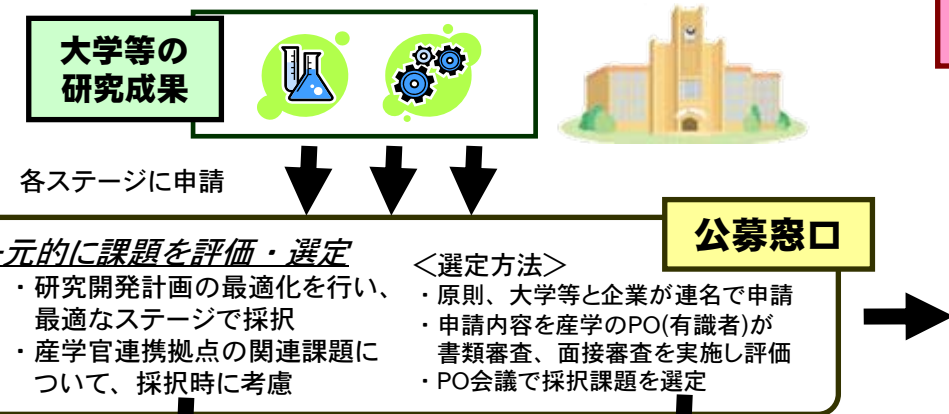 大学等の
研究成果
各ステージに申請
公募窓口
元的に課題を評価・選定
・研究開発計画の最適化を行い、
最適なステージで採択
・産学官連携拠点の関連課題に
ついて、採択時に考慮
＜選定方法＞
・原則、大学等と企業が連名で申請
・申請内容を産学のPO(有識者)が
書類審査、面接審査を実施し評価
・PO会議で採択課題を選定